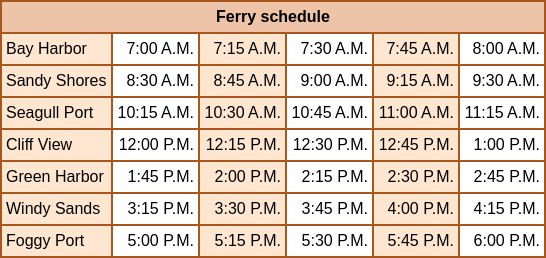 Ferry schedule
Bay Harbor 7:00 A.M. 7:15 A.M. 7:30 A.M. 7:45 A.M. 8:00 A.M.
Sandy Shores 8:30 A.M. 8:45 A.M. 9:00 A.M. 9:15 A.M. 9:30 A.M.
Seagull Port 10:15 A.M. 10:30 A.M. 10:45 A.M. 11:00 A.M. 11:15 A.M.
Cliff View 12:00 P.M. 12:15 P.M. 12:30 P.M. 12:45 P.M. 1:00 P.M.
Green Harbor 1:45 P.M. 2:00 P.M. 2:15 P.M. 2:30 P.M. 2:45 P.M.
Windy Sands 3:15 P.M. 3:30 P.M. 3:45 P.M. 4:00 P.M. 4:15 P.M.
Foggy Port 5:00 P.M. 5:15 P.M. 5:30 P.M. 5:45 P.M. 6:00 P.M.